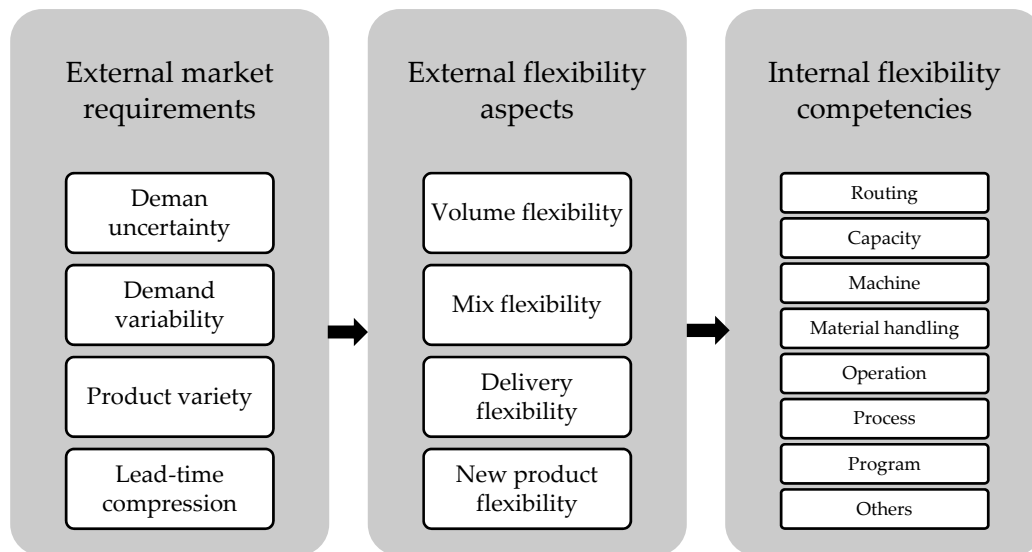 External market
requirements
Deman
uncertainty
Demand
variability
Product variety
Lead-time
compression
External flexibility
aspects
Volume flexibility
Mix flexibility
Delivery
flexibility
New product
flexibility
Internal flexibility
competencies
Routing
Capacity
Machine
Material handling
Operation
Process
Program
Others